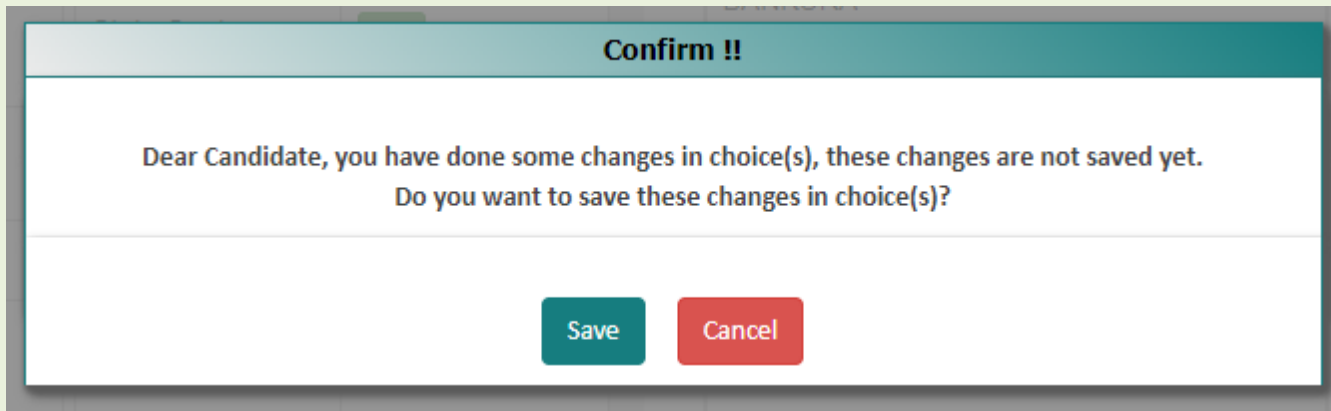 Confirm !!
Dear Candidate, you have done some changes in choice(s), these changes are not saved yet.
Do you want to save these changes in choice(s)?
Save
Cancel